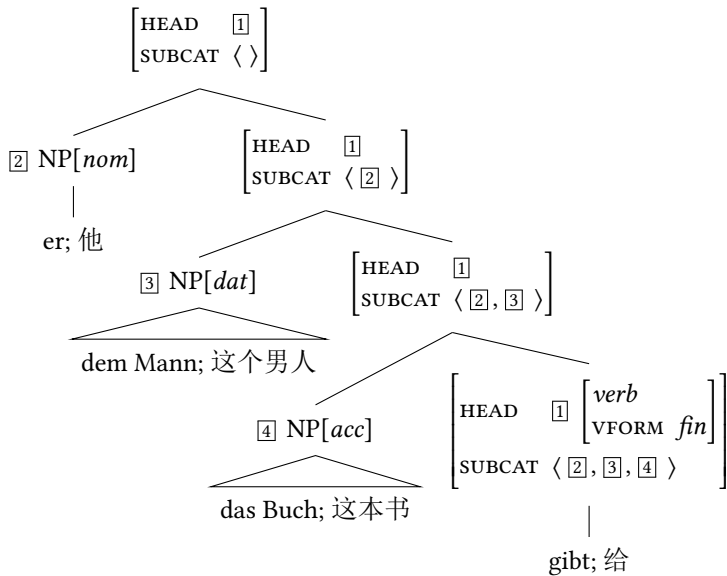 HEAD 1
SUBCAT ⟨ ⟩
2 NP[nom]
HEAD 1
SUBCAT ⟨ 2 ⟩
er; 他
3 NP[dat]
HEAD 1
SUBCAT ⟨ 2 , 3 ⟩
dem Mann; 这个男人
4 NP[acc]
HEAD 1 [verb
VFORM fin]
SUBCAT ⟨ 2 , 3 , 4 ⟩
das Buch; 这本书
gibt; 给